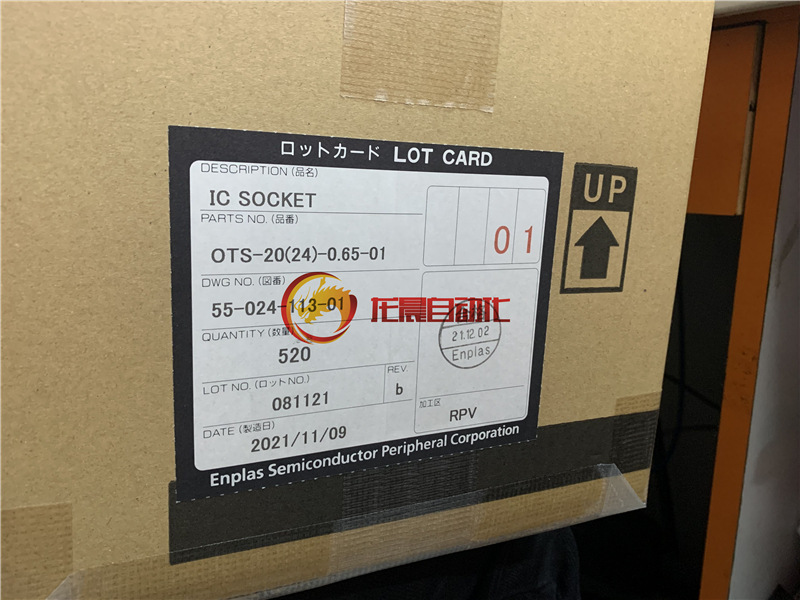 ロットカード LOT CARD
DESCRIPTION (品名)
IC SOCKET
PARTS NO. (品番)
OTS-20(24)-0.65-01
01
UP
DWG NO. (図番)
55-024-113-01
龙晨自动化
QUANTITY (数量)
520
21.12.02
Enplas
LOT NO. (ロットNO.)
081121
REV.
b
加工区
RPV
DATE (製造日)
2021/11/09
Enplas Semiconductor Peripheral Corporation